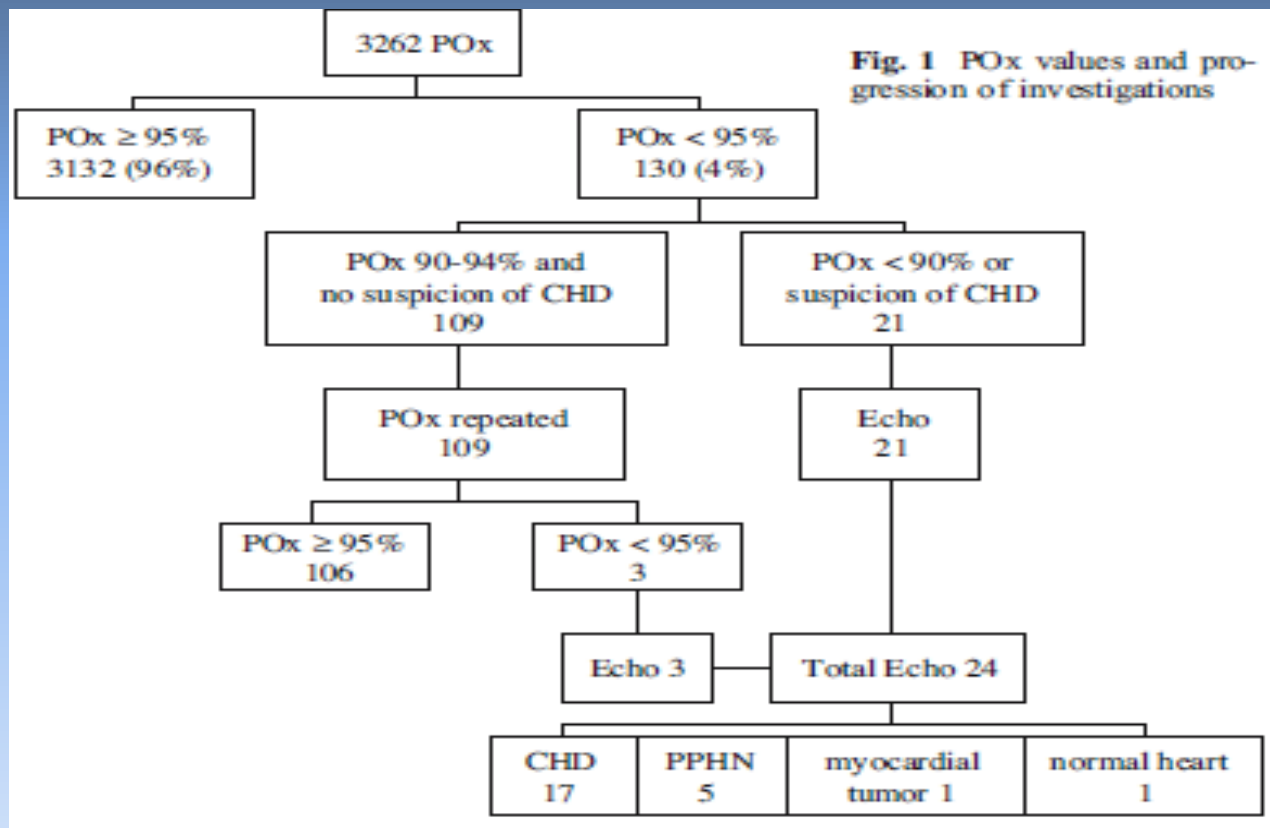 3262 POx
Fig. 1 POx values and pro-
gression of investigations
POx ≥ 95%
3132 (96%)
POx < 95%
130 (4%)
POx 90-94% and
no suspicion of CHD
109
POx < 90% or
suspicion of CHD
21
POx repeated
109
Echo
21
POx ≥ 95%
106
POx < 95%
3
Echo 3
Total Echo 24
CHD
17
PPHN
5
myocardial
tumor 1
normal heart
1